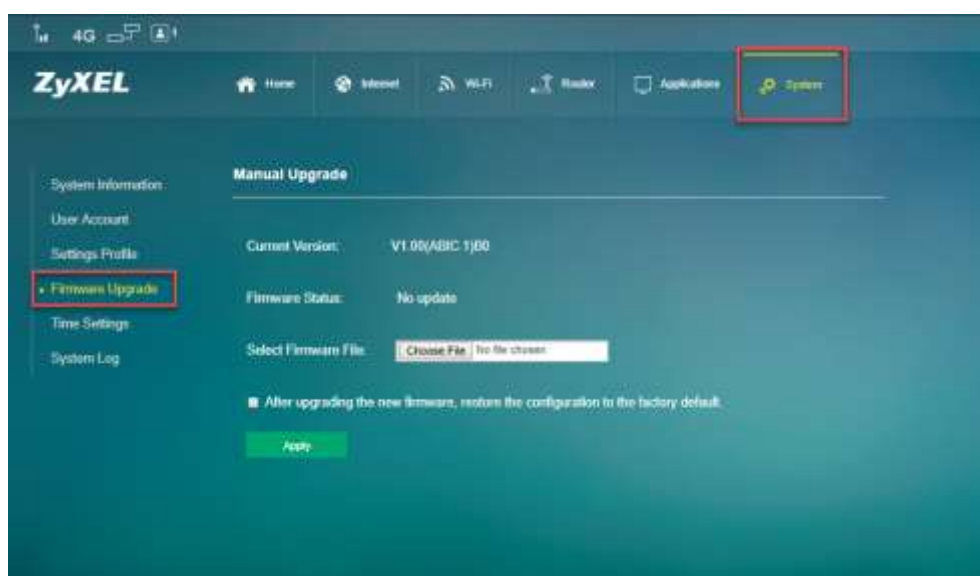 4G 1
ZyXEL Home Internet Wi-Fi Router Applications System
Manual Upgrade
System Information
User Account
Current Version: V1.00(ABIC.1)B0
Settings Profile
Firmware Upgrade
Firmware Status: No update
Time Settings
Select Firmware File: Choose File No file chosen
System Log
After upgrading the new firmware, restore the configuration to the factory default.
Apply